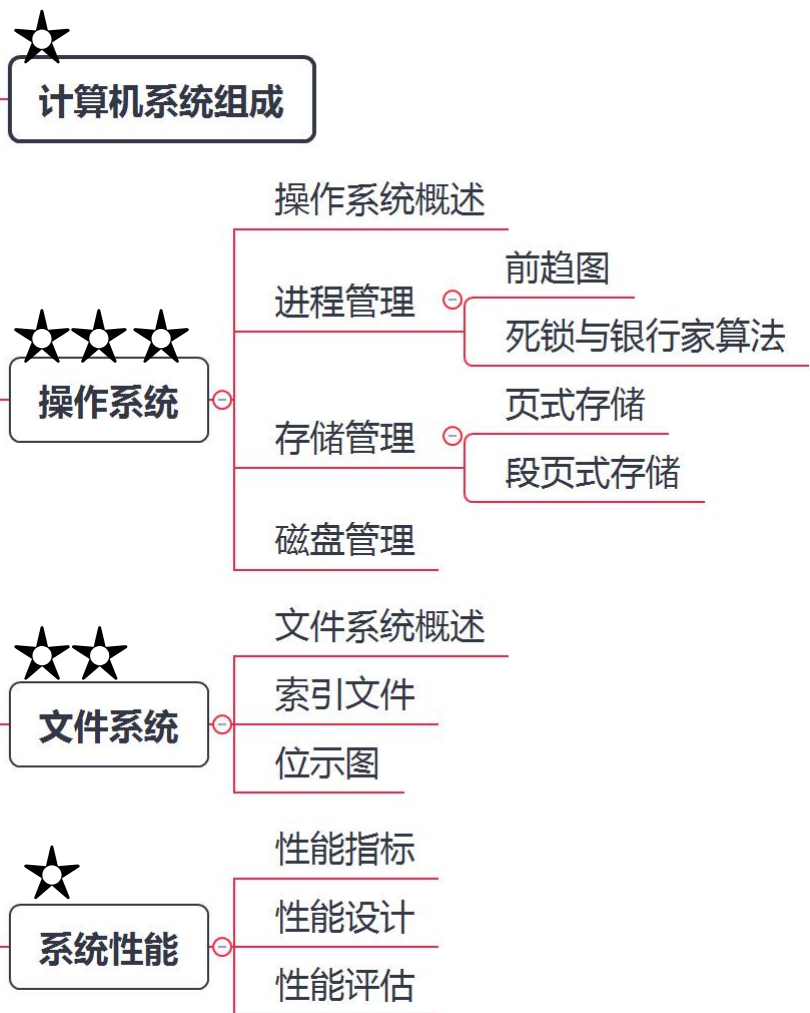 计算机系统组成
操作系统
操作系统概述
进程管理
前趋图
死锁与银行家算法
存储管理
页式存储
段页式存储
磁盘管理
文件系统
文件系统概述
索引文件
位示图
系统性能
性能指标
性能设计
性能评估